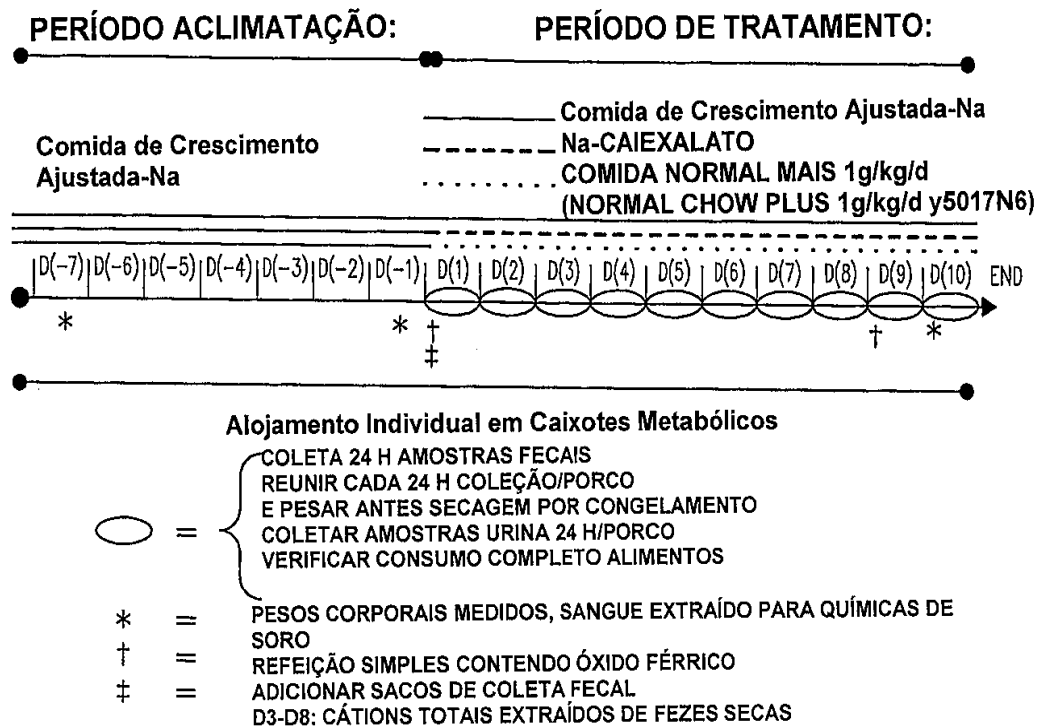 PERÍODO ACLIMATAÇÃO: PERÍODO DE TRATAMENTO:
Comida de Crescimento
Ajustada-Na
Comida de Crescimento Ajustada-Na
Na-CAIEXALATO
COMIDA NORMAL MAIS 1g/kg/d
(NORMAL CHOW PLUS 1g/kg/d y5017N6)
D(-7) D(-6) D(-5) D(-4) D(-3) D(-2) D(-1) D(1) D(2) D(3) D(4) D(5) D(6) D(7) D(8) D(9) D(10) END
* * † † *
‡
Alojamento Individual em Caixotes Metabólicos
COLETA 24 H AMOSTRAS FECAIS
REUNIR CADA 24 H COLEÇÃO/PORCO
E PESAR ANTES SECAGEM POR CONGELAMENTO
= COLETAR AMOSTRAS URINA 24 H/PORCO
VERIFICAR CONSUMO COMPLETO ALIMENTOS
* = PESOS CORPORAIS MEDIDOS, SANGUE EXTRAÍDO PARA QUÍMICAS DE
SORO
† = REFEIÇÃO SIMPLES CONTENDO ÓXIDO FÉRRICO
‡ = ADICIONAR SACOS DE COLETA FECAL
D3-D8: CÁTIONS TOTAIS EXTRAÍDOS DE FEZES SECAS